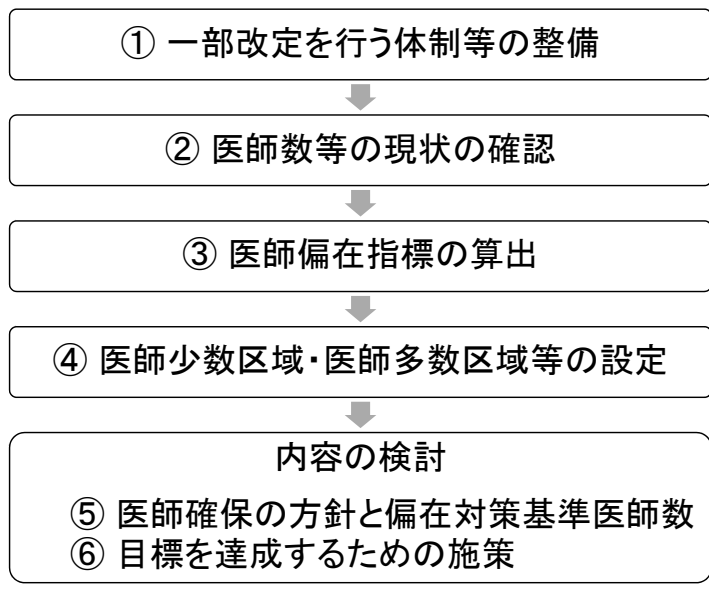 ① 一部改定を行う体制等の整備
② 医師数等の現状の確認
③ 医師偏在指標の算出
④ 医師少数区域・医師多数区域等の設定
内容の検討
⑤ 医師確保の方針と偏在対策基準医師数
⑥ 目標を達成するための施策